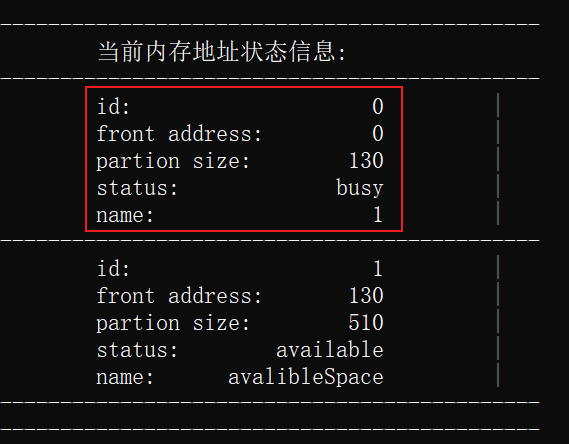 当前内存地址状态信息:
id: 0
front address: 0
partion size: 130
status: busy
name: 1
id: 1
front address: 130
partion size: 510
status: available
name: avalibleSpace